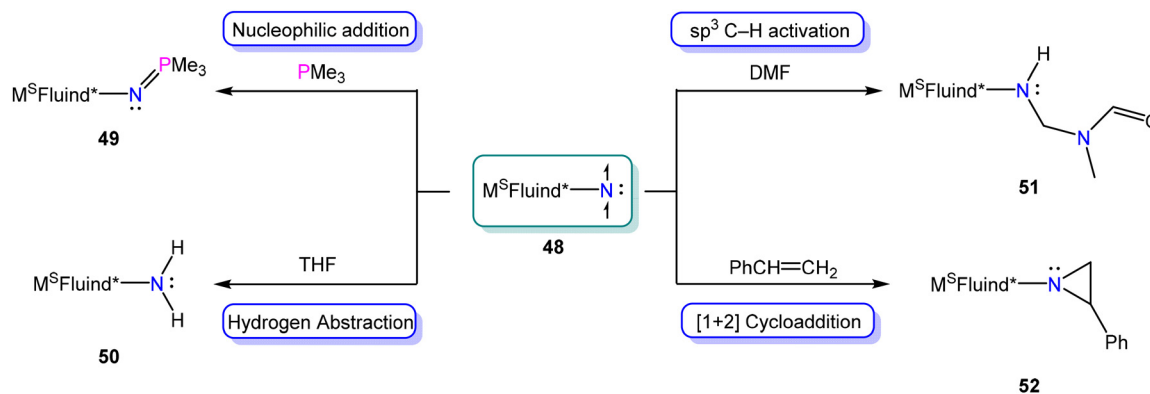 Nucleophilic addition
PMe3
MSFluind* N PMe3
49
sp3 C–H activation
DMF
H
MSFluind* N: N O
51
MSFluind* N:
48
THF
Hydrogen Abstraction
H
MSFluind* N:
H
50
PhCH=CH2
[1+2] Cycloaddition
MSFluind* N
Ph
52